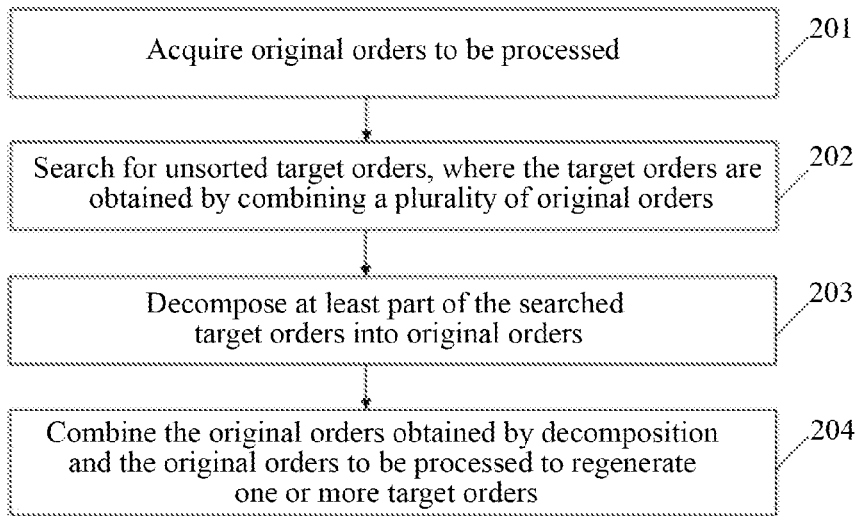 201
Acquire original orders to be processed
202
Search for unsorted target orders, where the target orders are
obtained by combining a plurality of original orders
203
Decompose at least part of the searched
target orders into original orders
204
Combine the original orders obtained by decomposition
and the original orders to be processed to regenerate
one or more target orders